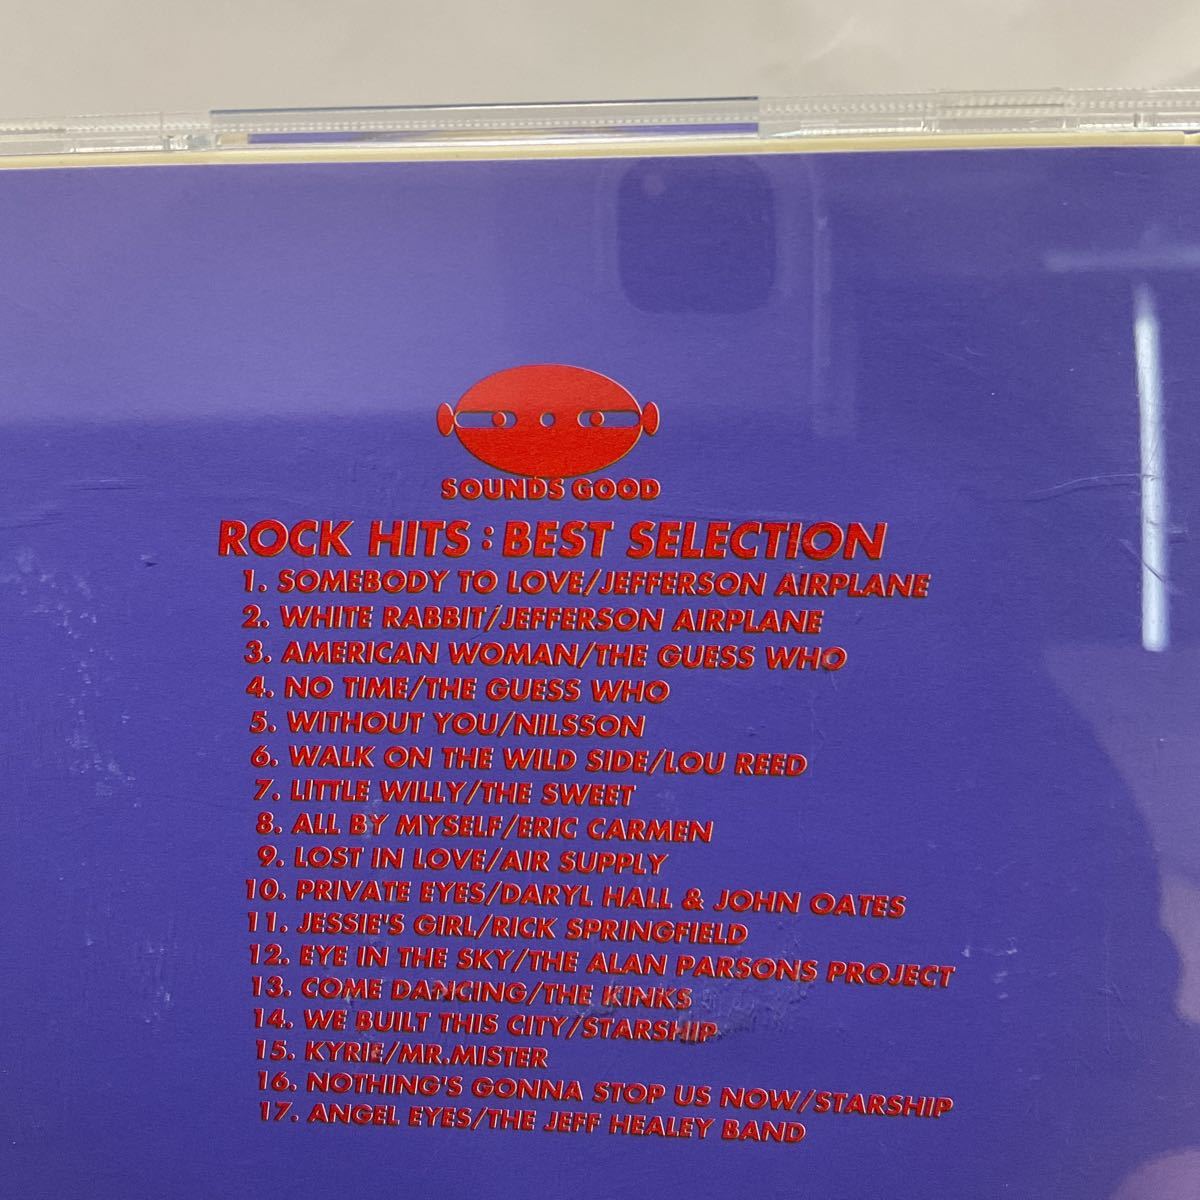 SOUNDS GOOD
ROCK HITS : BEST SELECTION
1. SOMEBODY TO LOVE/JEFFERSON AIRPLANE
2. WHITE RABBIT/JEFFERSON AIRPLANE
3. AMERICAN WOMAN/THE GUESS WHO
4. NO TIME/THE GUESS WHO
5. WITHOUT YOU/NILSSON
6. WALK ON THE WILD SIDE/LOU REED
7. LITTLE WILLY/THE SWEET
8. ALL BY MYSELF/ERIC CARMEN
9. LOST IN LOVE/AIR SUPPLY
10. PRIVATE EYES/DARYL HALL & JOHN OATES
11. JESSIE'S GIRL/RICK SPRINGFIELD
12. EYE IN THE SKY/THE ALAN PARSONS PROJECT
13. COME DANCING/THE KINKS
14. WE BUILT THIS CITY/STARSHIP
15. KYRIE/MR.MISTER
16. NOTHING'S GONNA STOP US NOW/STARSHIP
17. ANGEL EYES/THE JEFF HEALEY BAND